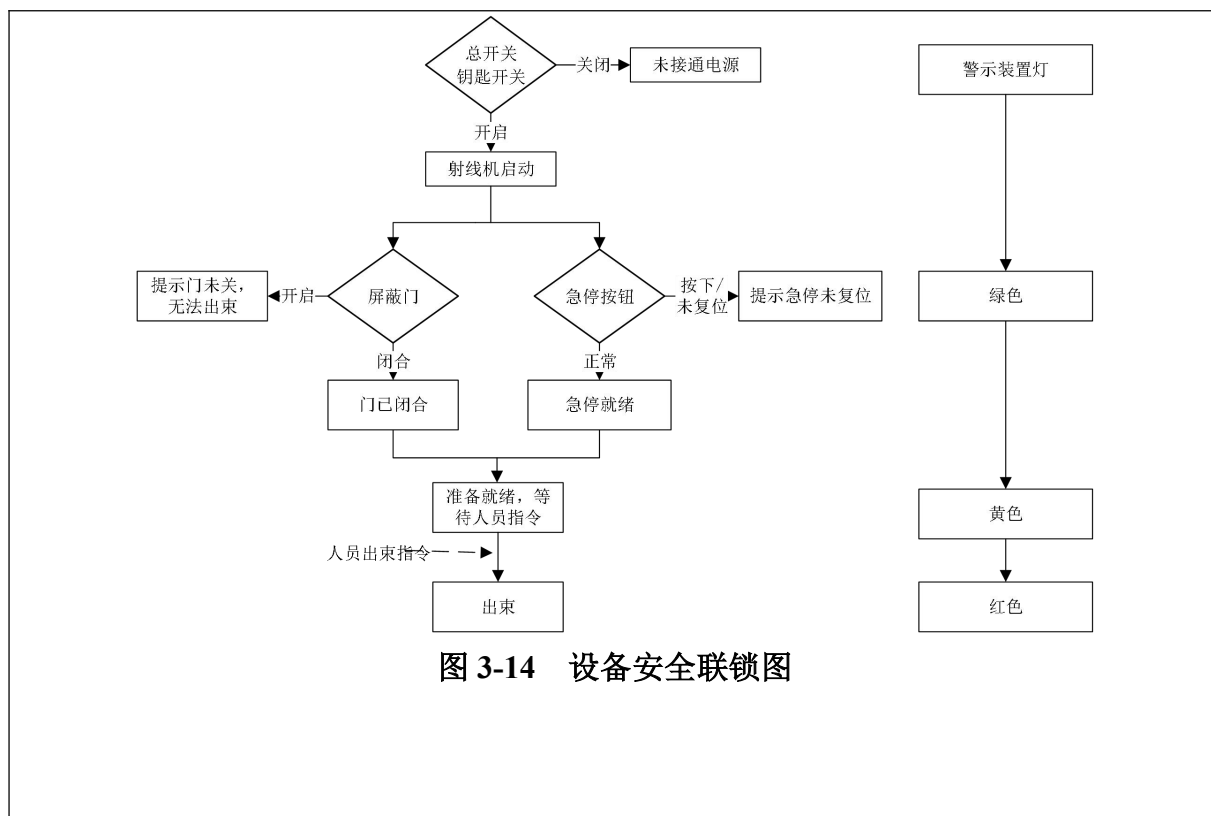 总开关
钥匙开关
关闭
未接通电源
警示装置灯
开启
射线机启动
提示门未关，
无法出束
开启
屏蔽门
急停按钮
按下/
未复位
提示急停未复位
绿色
闭合
正常
门已闭合
急停就绪
准备就绪，等
待人员指令
黄色
人员出束指令
出束
红色
图 3-14 设备安全联锁图